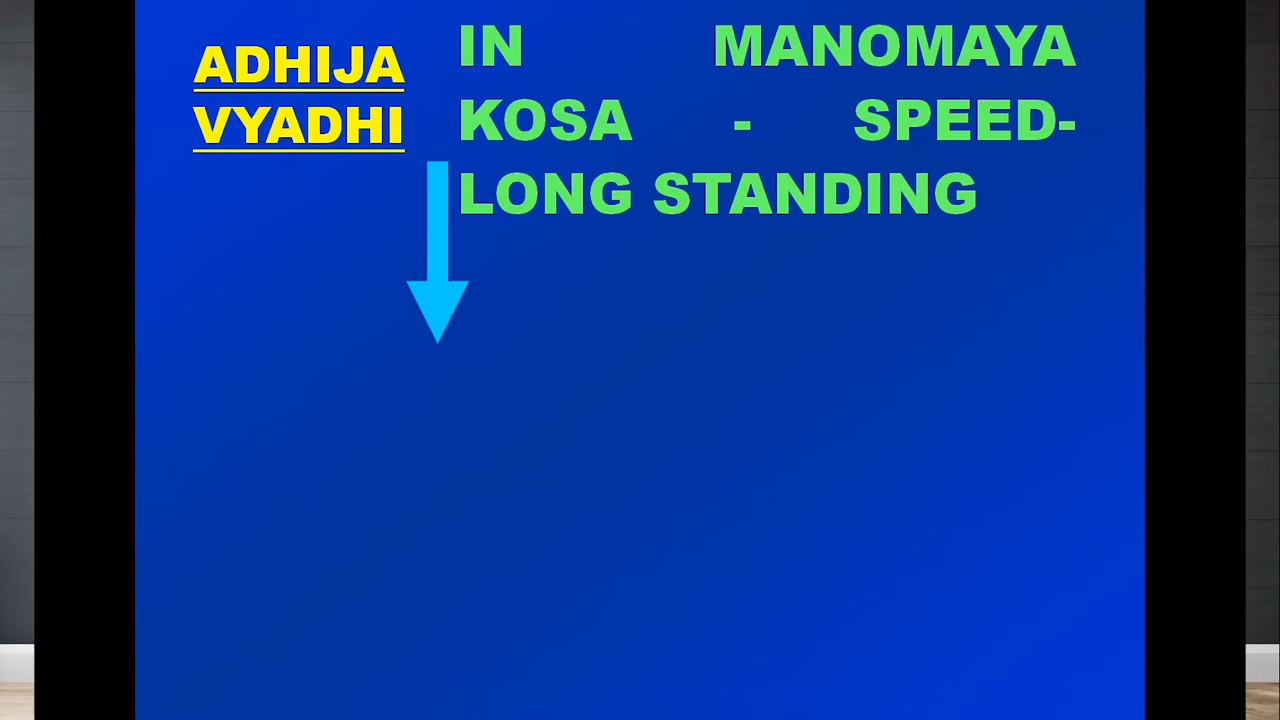 ADHIJA
VYADHI
IN MANOMAYA
KOSA - SPEED-
LONG STANDING